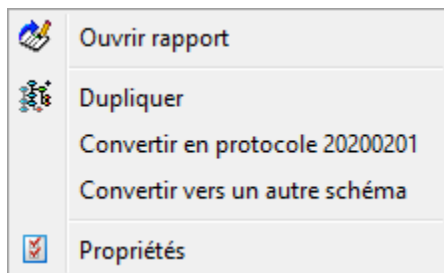 Ouvrir rapport
Dupliquer
Convertir en protocole 20200201
Convertir vers un autre schéma
Propriétés